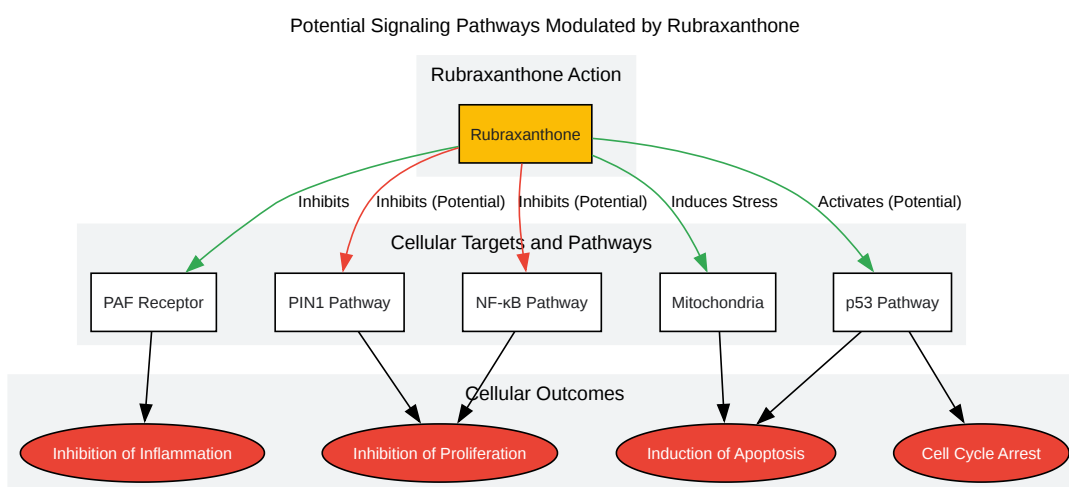 Potential Signaling Pathways Modulated by Rubraxanthone
Rubraxanthone Action
Rubraxanthone
Inhibits
Inhibits (Potential)
Inhibits (Potential)
Induces Stress
Activates (Potential)
Cellular Targets and Pathways
PAF Receptor
PIN1 Pathway
NF-κB Pathway
Mitochondria
p53 Pathway
Cellular Outcomes
Inhibition of Inflammation
Inhibition of Proliferation
Induction of Apoptosis
Cell Cycle Arrest